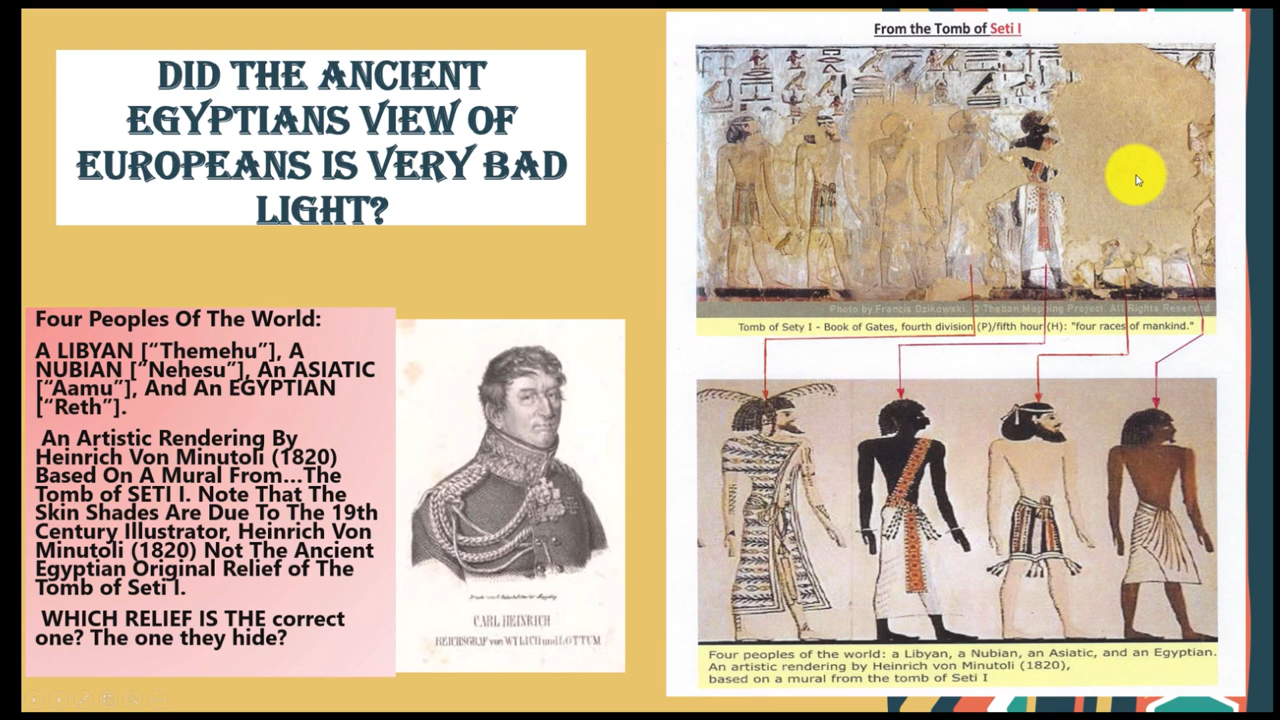 DID THE ANCIENT
EGYPTIANS VIEW OF
EUROPEANS IS VERY BAD
LIGHT?
Four Peoples Of The World:
A LIBYAN [“Themehu”], A
NUBIAN [“Nehesu”], An ASIATIC
[“Aamu”], And An EGYPTIAN
[“Reth”].
An Artistic Rendering By
Heinrich Von Minutoli (1820)
Based On A Mural From...The
Tomb of SETI I. Note That The
Skin Shades Are Due To The 19th
Century Illustrator, Heinrich Von
Minutoli (1820) Not The Ancient
Egyptian Original Relief of The
Tomb of Seti I.
WHICH RELIEF IS THE correct
one? The one they hide?
CARL HEINRICH
REICHSGRAF von WYLICH und LOTTUM
From the Tomb of Seti I
Photo by Francis Dzikowski, © Theban Mapping Project. All Rights Reserved
Tomb of Sety I - Book of Gates, fourth division (P)/fifth hour (H): "four races of mankind."
Four peoples of the world: a Libyan, a Nubian, an Asiatic, and an Egyptian.
An artistic rendering by Heinrich von Minutoli (1820),
based on a mural from the tomb of Seti I